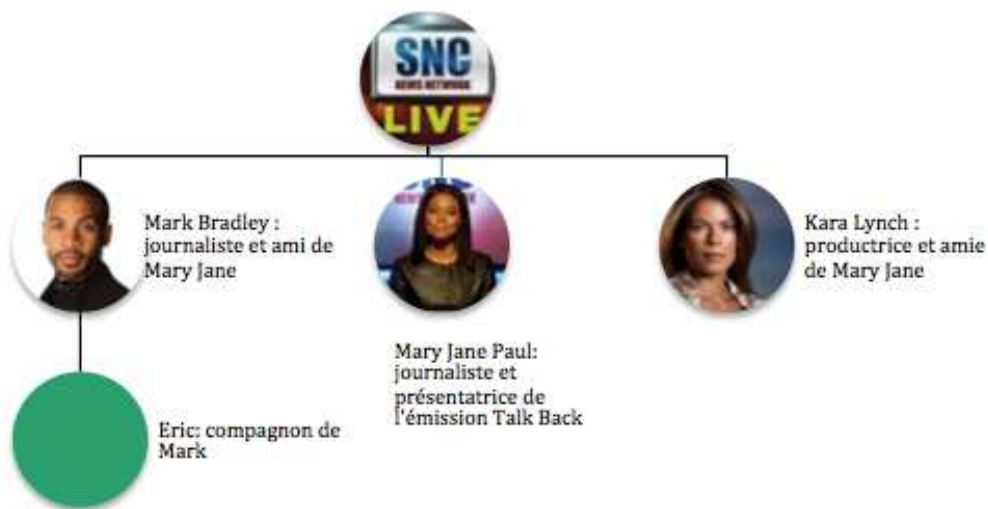 SNC
NEWS NETWORK
LIVE
Mark Bradley :
journaliste et ami de
Mary Jane
Kara Lynch :
productrice et amie
de Mary Jane
Mary Jane Paul:
journaliste et
présentatrice de
l'émission Talk Back
Eric: compagnon de
Mark